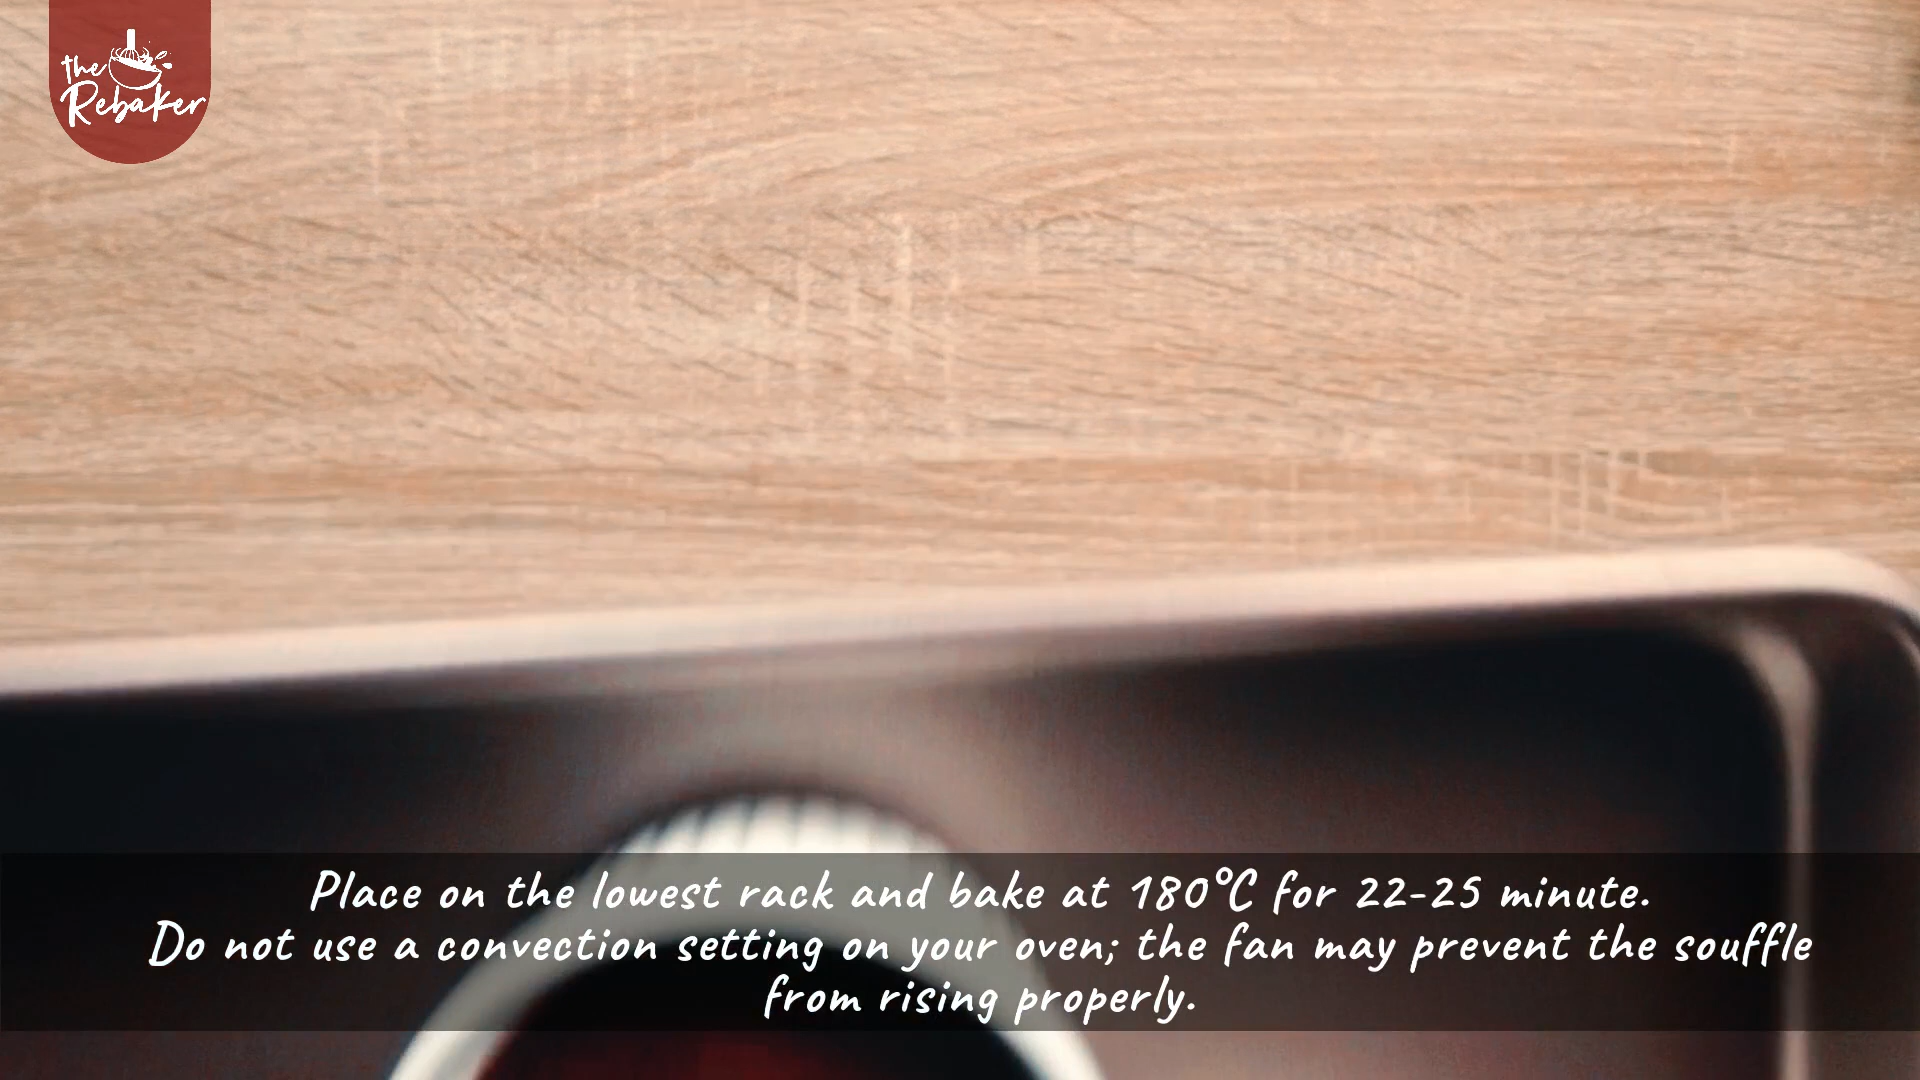 the
Rebaker
Place on the lowest rack and bake at 180°C for 22-25 minute.
Do not use a convection setting on your oven; the fan may prevent the souffle
from rising properly.